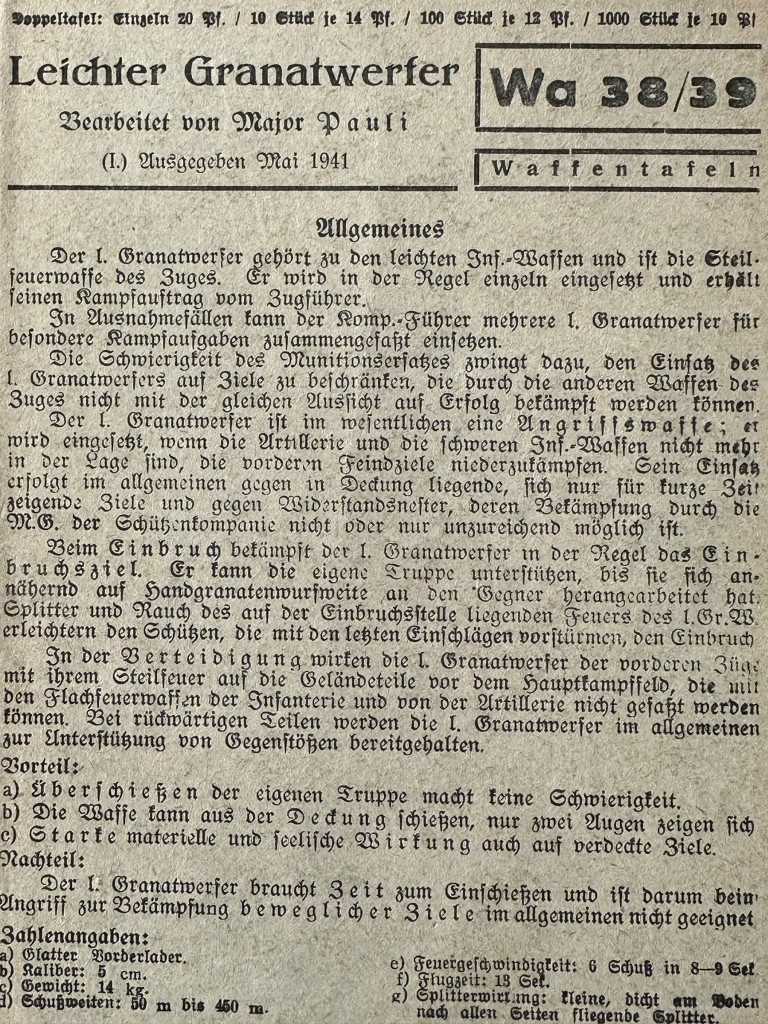 Doppeltafel: Einzeln 20 Pf. / 10 Stück je 14 Pf. / 100 Stück je 12 Pf. / 1000 Stück je 10 Pf
Leichter Granatwerfer
Wa 38/39
Bearbeitet von Major Pauli
(I.) Ausgegeben Mai 1941
Waffentafeln
Allgemeines
Der l. Granatwerfer gehört zu den leichten Inf.-Waffen und ist die Steil-
feuerwaffe des Zuges. Er wird in der Regel einzeln eingesetzt und erhält
seinen Kampfauftrag vom Zugführer.
In Ausnahmefällen kann der Komp.-Führer mehrere l. Granatwerfer für
besondere Kampfaufgaben zusammengefaßt einsetzen.
Die Schwierigkeit des Munitionsersatzes zwingt dazu, den Einsatz des
l. Granatwerfers auf Ziele zu beschränken, die durch die anderen Waffen des
Zuges nicht mit der gleichen Aussicht auf Erfolg bekämpft werden können.
Der l. Granatwerfer ist im wesentlichen eine Angriffswaffe; er
wird eingesetzt, wenn die Artillerie und die schweren Inf.-Waffen nicht mehr
in der Lage sind, die vorderen Feindziele niederzukämpfen. Sein Einsatz
erfolgt im allgemeinen gegen in Deckung liegende, sich nur für kurze Zeit
zeigende Ziele und gegen Widerstandsnester, deren Bekämpfung durch die
M.G. der Schützenkompanie nicht oder nur unzureichend möglich ist.
Beim Einbruch bekämpft der l. Granatwerfer in der Regel das Ein-
bruchsziel. Er kann die eigene Truppe unterstützen, bis sie sich an-
nähernd auf Handgranatenwurfweite an den Gegner herangearbeitet hat.
Splitter und Rauch des auf der Einbruchsstelle liegenden Feuers des l.Gr.W.
erleichtern den Schützen, die mit den letzten Einschlägen vorstürmen, den Einbruch
In der Verteidigung wirken die l. Granatwerfer der vorderen Züge
mit ihrem Steilfeuer auf die Geländeteile vor dem Hauptkampffeld, die mit
den Flachfeuerwaffen der Infanterie und von der Artillerie nicht gefaßt werden
können. Bei rückwärtigen Teilen werden die l. Granatwerfer im allgemeinen
zur Unterstützung von Gegenstößen bereitgehalten.
Vorteil:
a) Überschießen der eigenen Truppe macht keine Schwierigkeit.
b) Die Waffe kann aus der Deckung schießen, nur zwei Augen zeigen sich
c) Starke materielle und seelische Wirkung auch auf verdeckte Ziele.
Nachteil:
Der l. Granatwerfer braucht Zeit zum Einschießen und ist darum beim
Angriff zur Bekämpfung beweglicher Ziele im allgemeinen nicht geeignet
Zahlenangaben:
a) Glatter Vorderlader.
b) Kaliber: 5 cm.
c) Gewicht: 14 kg.
d) Schußweiten: 50 m bis 450 m.
e) Feuergeschwindigkeit: 6 Schuß in 8—9 Sek.
f) Flugzeit: 13 Sek.
g) Splitterwirkung: kleine, dicht am Boden
nach allen Seiten fliegende Splitter.